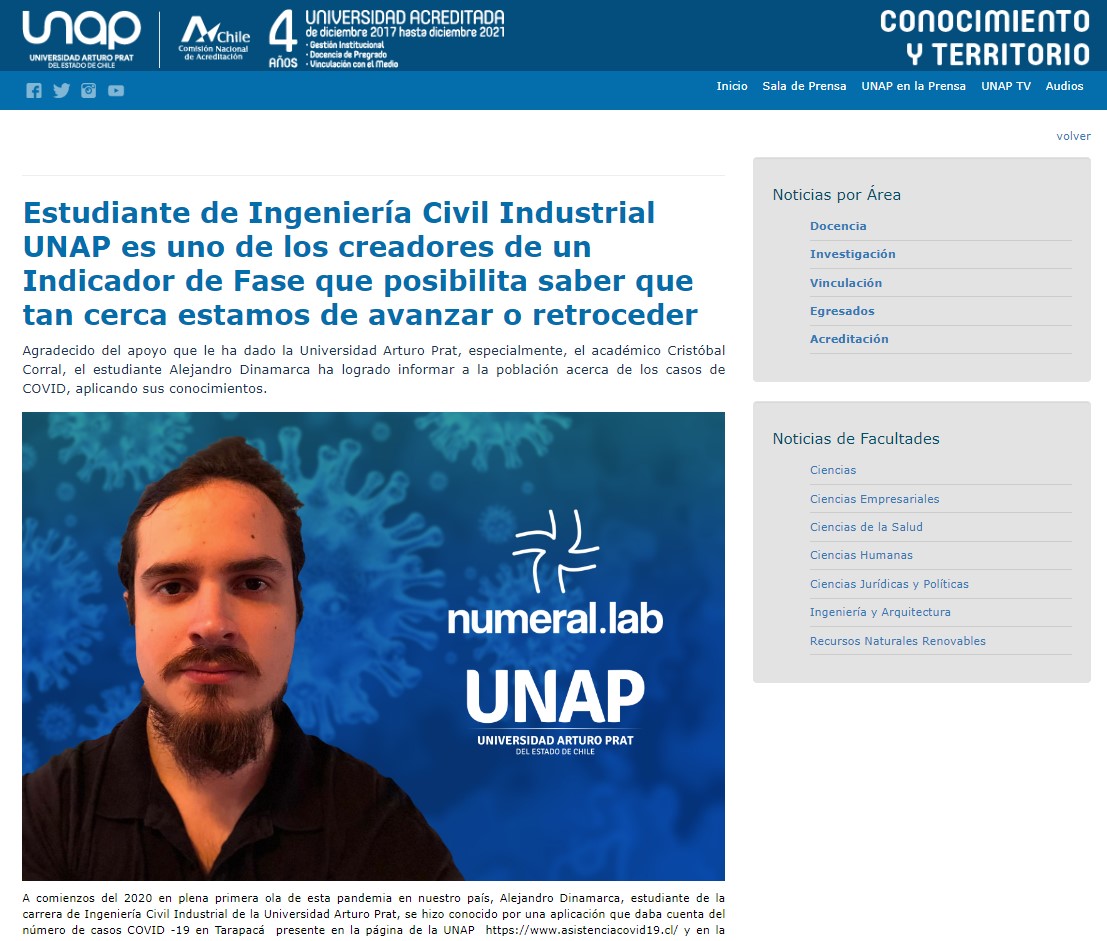 unap
UNIVERSIDAD ARTURO PRAT
DEL ESTADO DE CHILE
Chile
Comisión Nacional
de Acreditación
4
AÑOS
UNIVERSIDAD ACREDITADA
de diciembre 2017 hasta diciembre 2021
• Gestión Institucional
• Docencia de Pregrado
• Vinculación con el Medio
CONOCIMIENTO
Y TERRITORIO
Inicio Sala de Prensa UNAP en la Prensa UNAP TV Audios
volver
Estudiante de Ingeniería Civil Industrial
UNAP es uno de los creadores de un
Indicador de Fase que posibilita saber que
tan cerca estamos de avanzar o retroceder
Agradecido del apoyo que le ha dado la Universidad Arturo Prat, especialmente, el académico Cristóbal
Corral, el estudiante Alejandro Dinamarca ha logrado informar a la población acerca de los casos de
COVID, aplicando sus conocimientos.
numeral.lab
UNAP
UNIVERSIDAD ARTURO PRAT
DEL ESTADO DE CHILE
A comienzos del 2020 en plena primera ola de esta pandemia en nuestro país, Alejandro Dinamarca, estudiante de la
carrera de Ingeniería Civil Industrial de la Universidad Arturo Prat, se hizo conocido por una aplicación que daba cuenta del
número de casos COVID -19 en Tarapacá presente en la página de la UNAP https://www.asistenciacovid19.cl/ y en la
Noticias por Área
Docencia
Investigación
Vinculación
Egresados
Acreditación
Noticias de Facultades
Ciencias
Ciencias Empresariales
Ciencias de la Salud
Ciencias Humanas
Ciencias Jurídicas y Políticas
Ingeniería y Arquitectura
Recursos Naturales Renovables